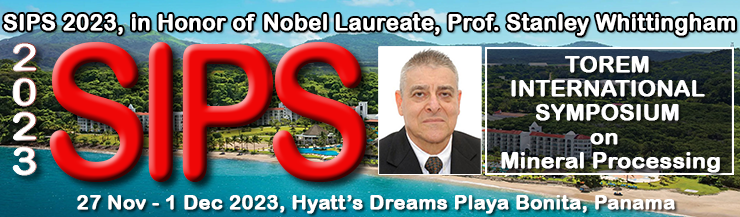 SIPS 2023, in Honor of Nobel Laureate, Prof. Stanley Whittingham
2023
SIPS
TOREM
INTERNATIONAL
SYMPOSIUM
on
Mineral Processing
27 Nov - 1 Dec 2023, Hyatt's Dreams Playa Bonita, Panama